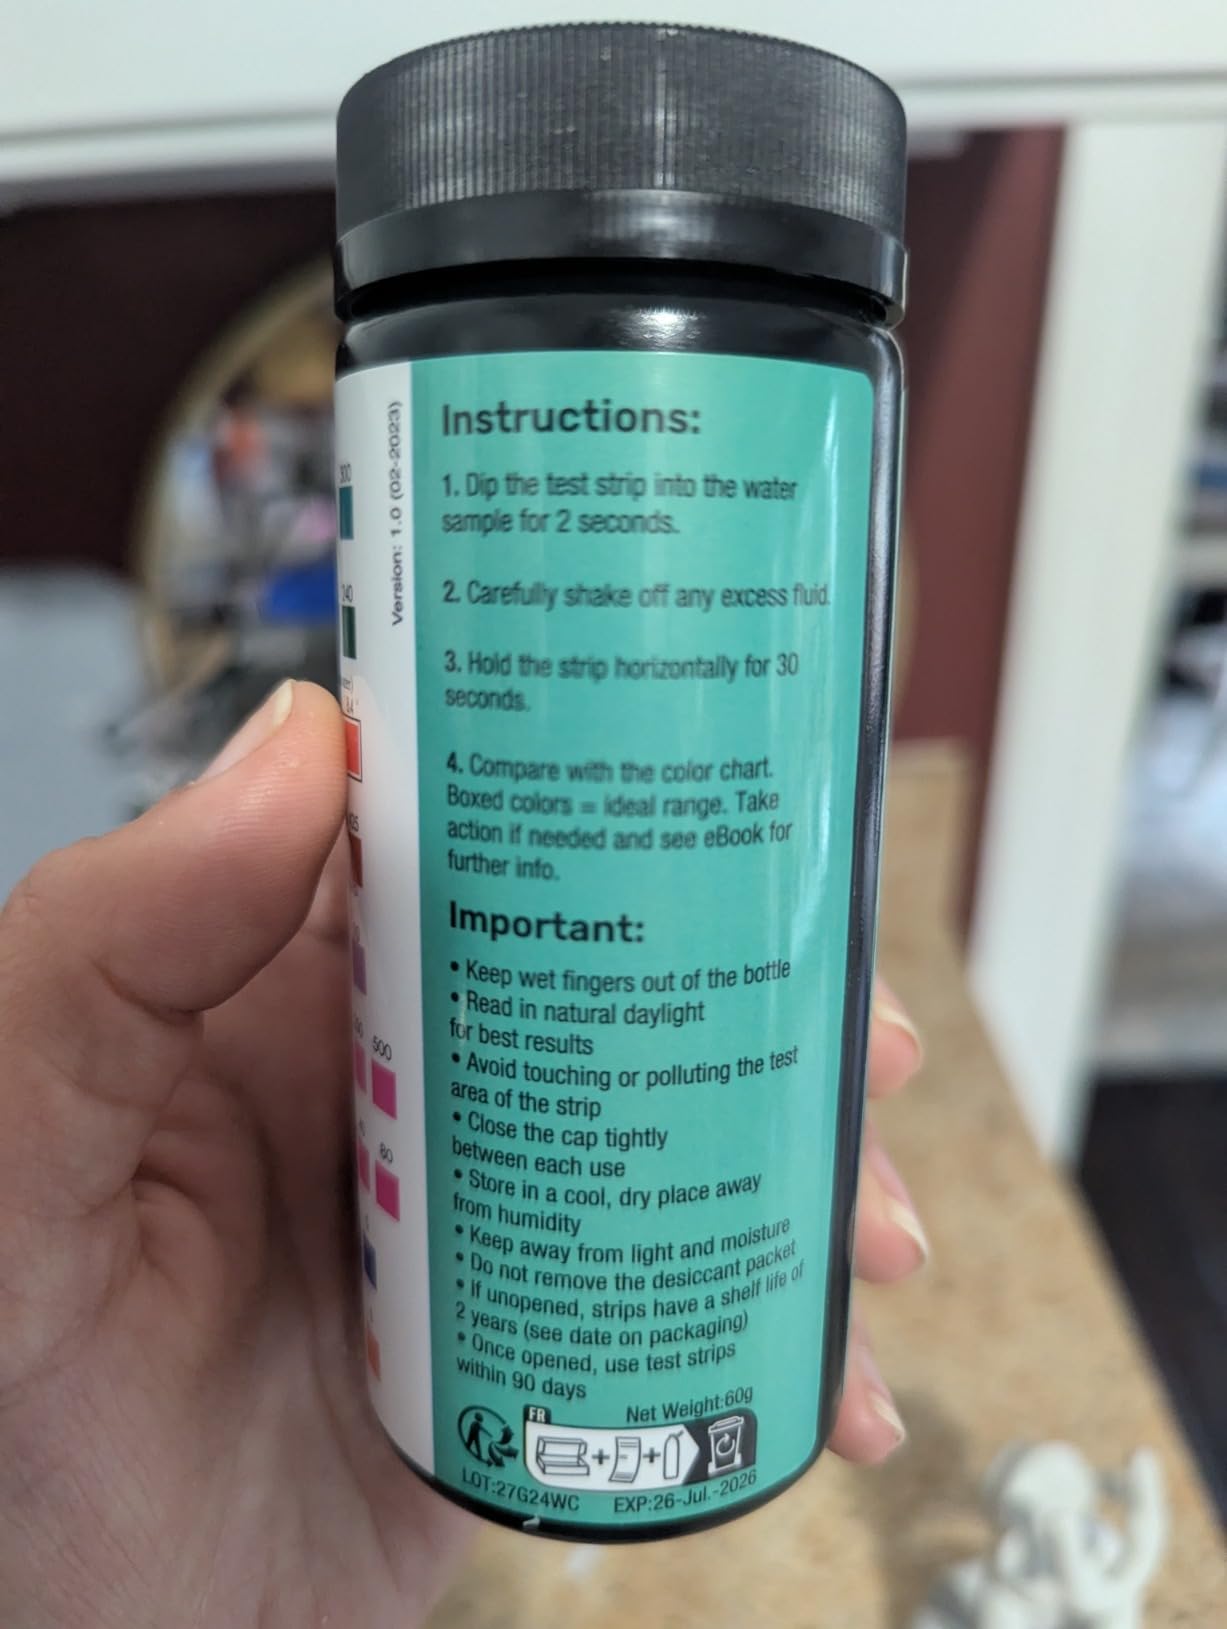 300
240
8.4
500
80
Version: 1.0 (02-2023)
Instructions:
1. Dip the test strip into the water
sample for 2 seconds.
2. Carefully shake off any excess fluid.
3. Hold the strip horizontally for 30
seconds.
4. Compare with the color chart.
Boxed colors = ideal range. Take
action if needed and see eBook for
further info.
Important:
• Keep wet fingers out of the bottle
• Read in natural daylight
for best results
• Avoid touching or polluting the test
area of the strip
• Close the cap tightly
between each use
• Store in a cool, dry place away
from humidity
• Keep away from light and moisture
• Do not remove the desiccant packet
• If unopened, strips have a shelf life of
2 years (see date on packaging)
• Once opened, use test strips
within 90 days
Net Weight:60g
FR
LOT:27G24WC EXP:26-Jul.-2026